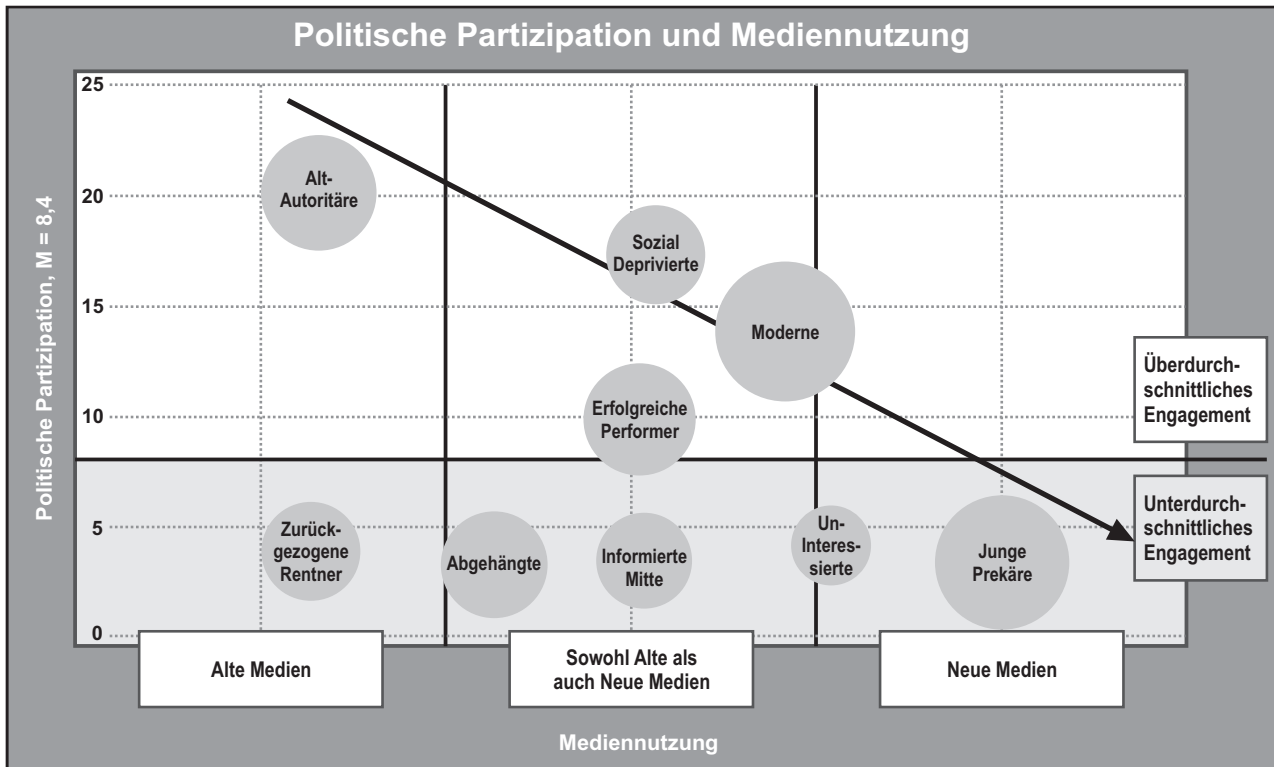 Politische Partizipation und Mediennutzung
Politische Partizipation, M = 8,4
25
20
15
10
5
0
Alt-
Autoritäre
Sozial
Deprivierte
Moderne
Erfolgreiche
Performer
Zurück-
gezogene
Rentner
Abgehängte
Informierte
Mitte
Un-
Interes-
sierte
Junge
Prekäre
Überdurch-
schnittliches
Engagement
Unterdurch-
schnittliches
Engagement
Alte Medien
Sowohl Alte als
auch Neue Medien
Neue Medien
Mediennutzung